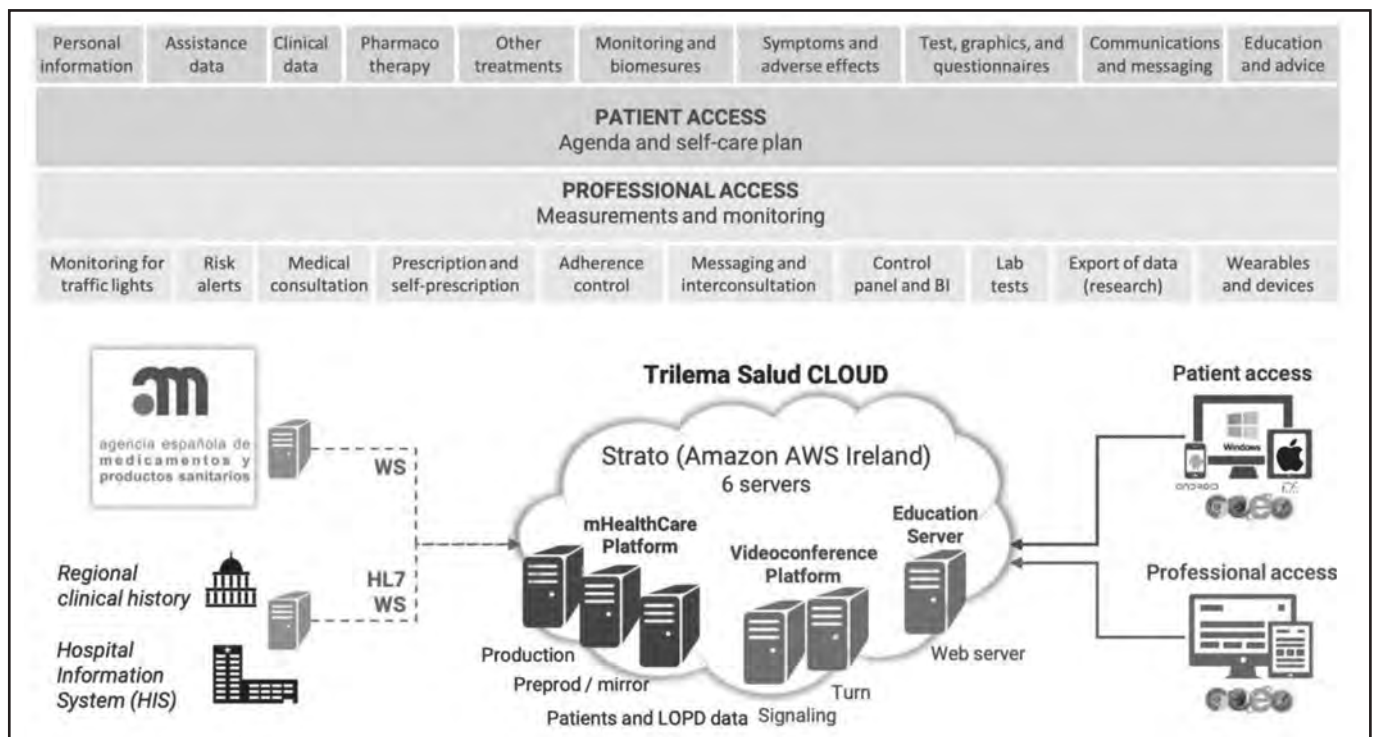 Personal information
Assistance data
Clinical data
Pharmaco therapy
Other treatments
Monitoring and biomesures
Symptoms and adverse effects
Test, graphics, and questionnaires
Communications and messaging
Education and advice
PATIENT ACCESS
Agenda and self-care plan
PROFESSIONAL ACCESS
Measurements and monitoring
Monitoring for traffic lights
Risk alerts
Medical consultation
Prescription and self-prescription
Adherence control
Messaging and interconsultation
Control panel and BI
Lab tests
Export of data (research)
Wearables and devices
am
agencia española de
medicamentos y
productos sanitarios
WS
Regional
clinical history
HL7
WS
Hospital
Information
System (HIS)
Trilema Salud CLOUD
Strato (Amazon AWS Ireland)
6 servers
mHealthCare
Platform
Videoconference
Platform
Education
Server
Production
Preprod / mirror
Patients and LOPD data
Signaling
Turn
Web server
Patient access
Windows
ANDROID
Professional access